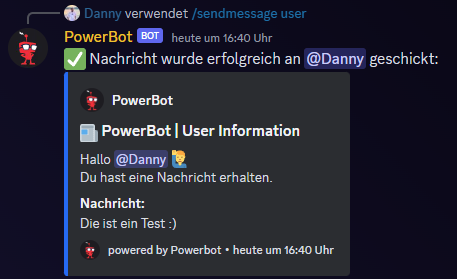 Danny verwendet /sendmessage user
PowerBot BOT heute um 16:40 Uhr
✅ Nachricht wurde erfolgreich an @Danny geschickt:
PowerBot
📰 PowerBot | User Information
Hallo @Danny 🙋‍♂️
Du hast eine Nachricht erhalten.
Nachricht:
Die ist ein Test :)
powered by Powerbot • heute um 16:40 Uhr